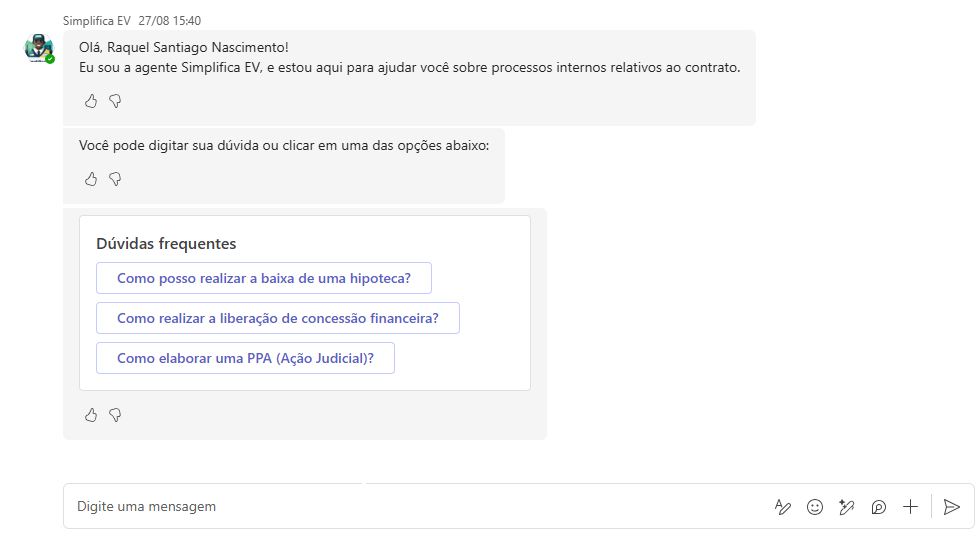 Simplifica EV 27/08 15:40
Olá, Raquel Santiago Nascimento!
Eu sou a agente Simplifica EV, e estou aqui para ajudar você sobre processos internos relativos ao contrato.
Você pode digitar sua dúvida ou clicar em uma das opções abaixo:
Dúvidas frequentes
Como posso realizar a baixa de uma hipoteca?
Como realizar a liberação de concessão financeira?
Como elaborar uma PPA (Ação Judicial)?
Digite uma mensagem